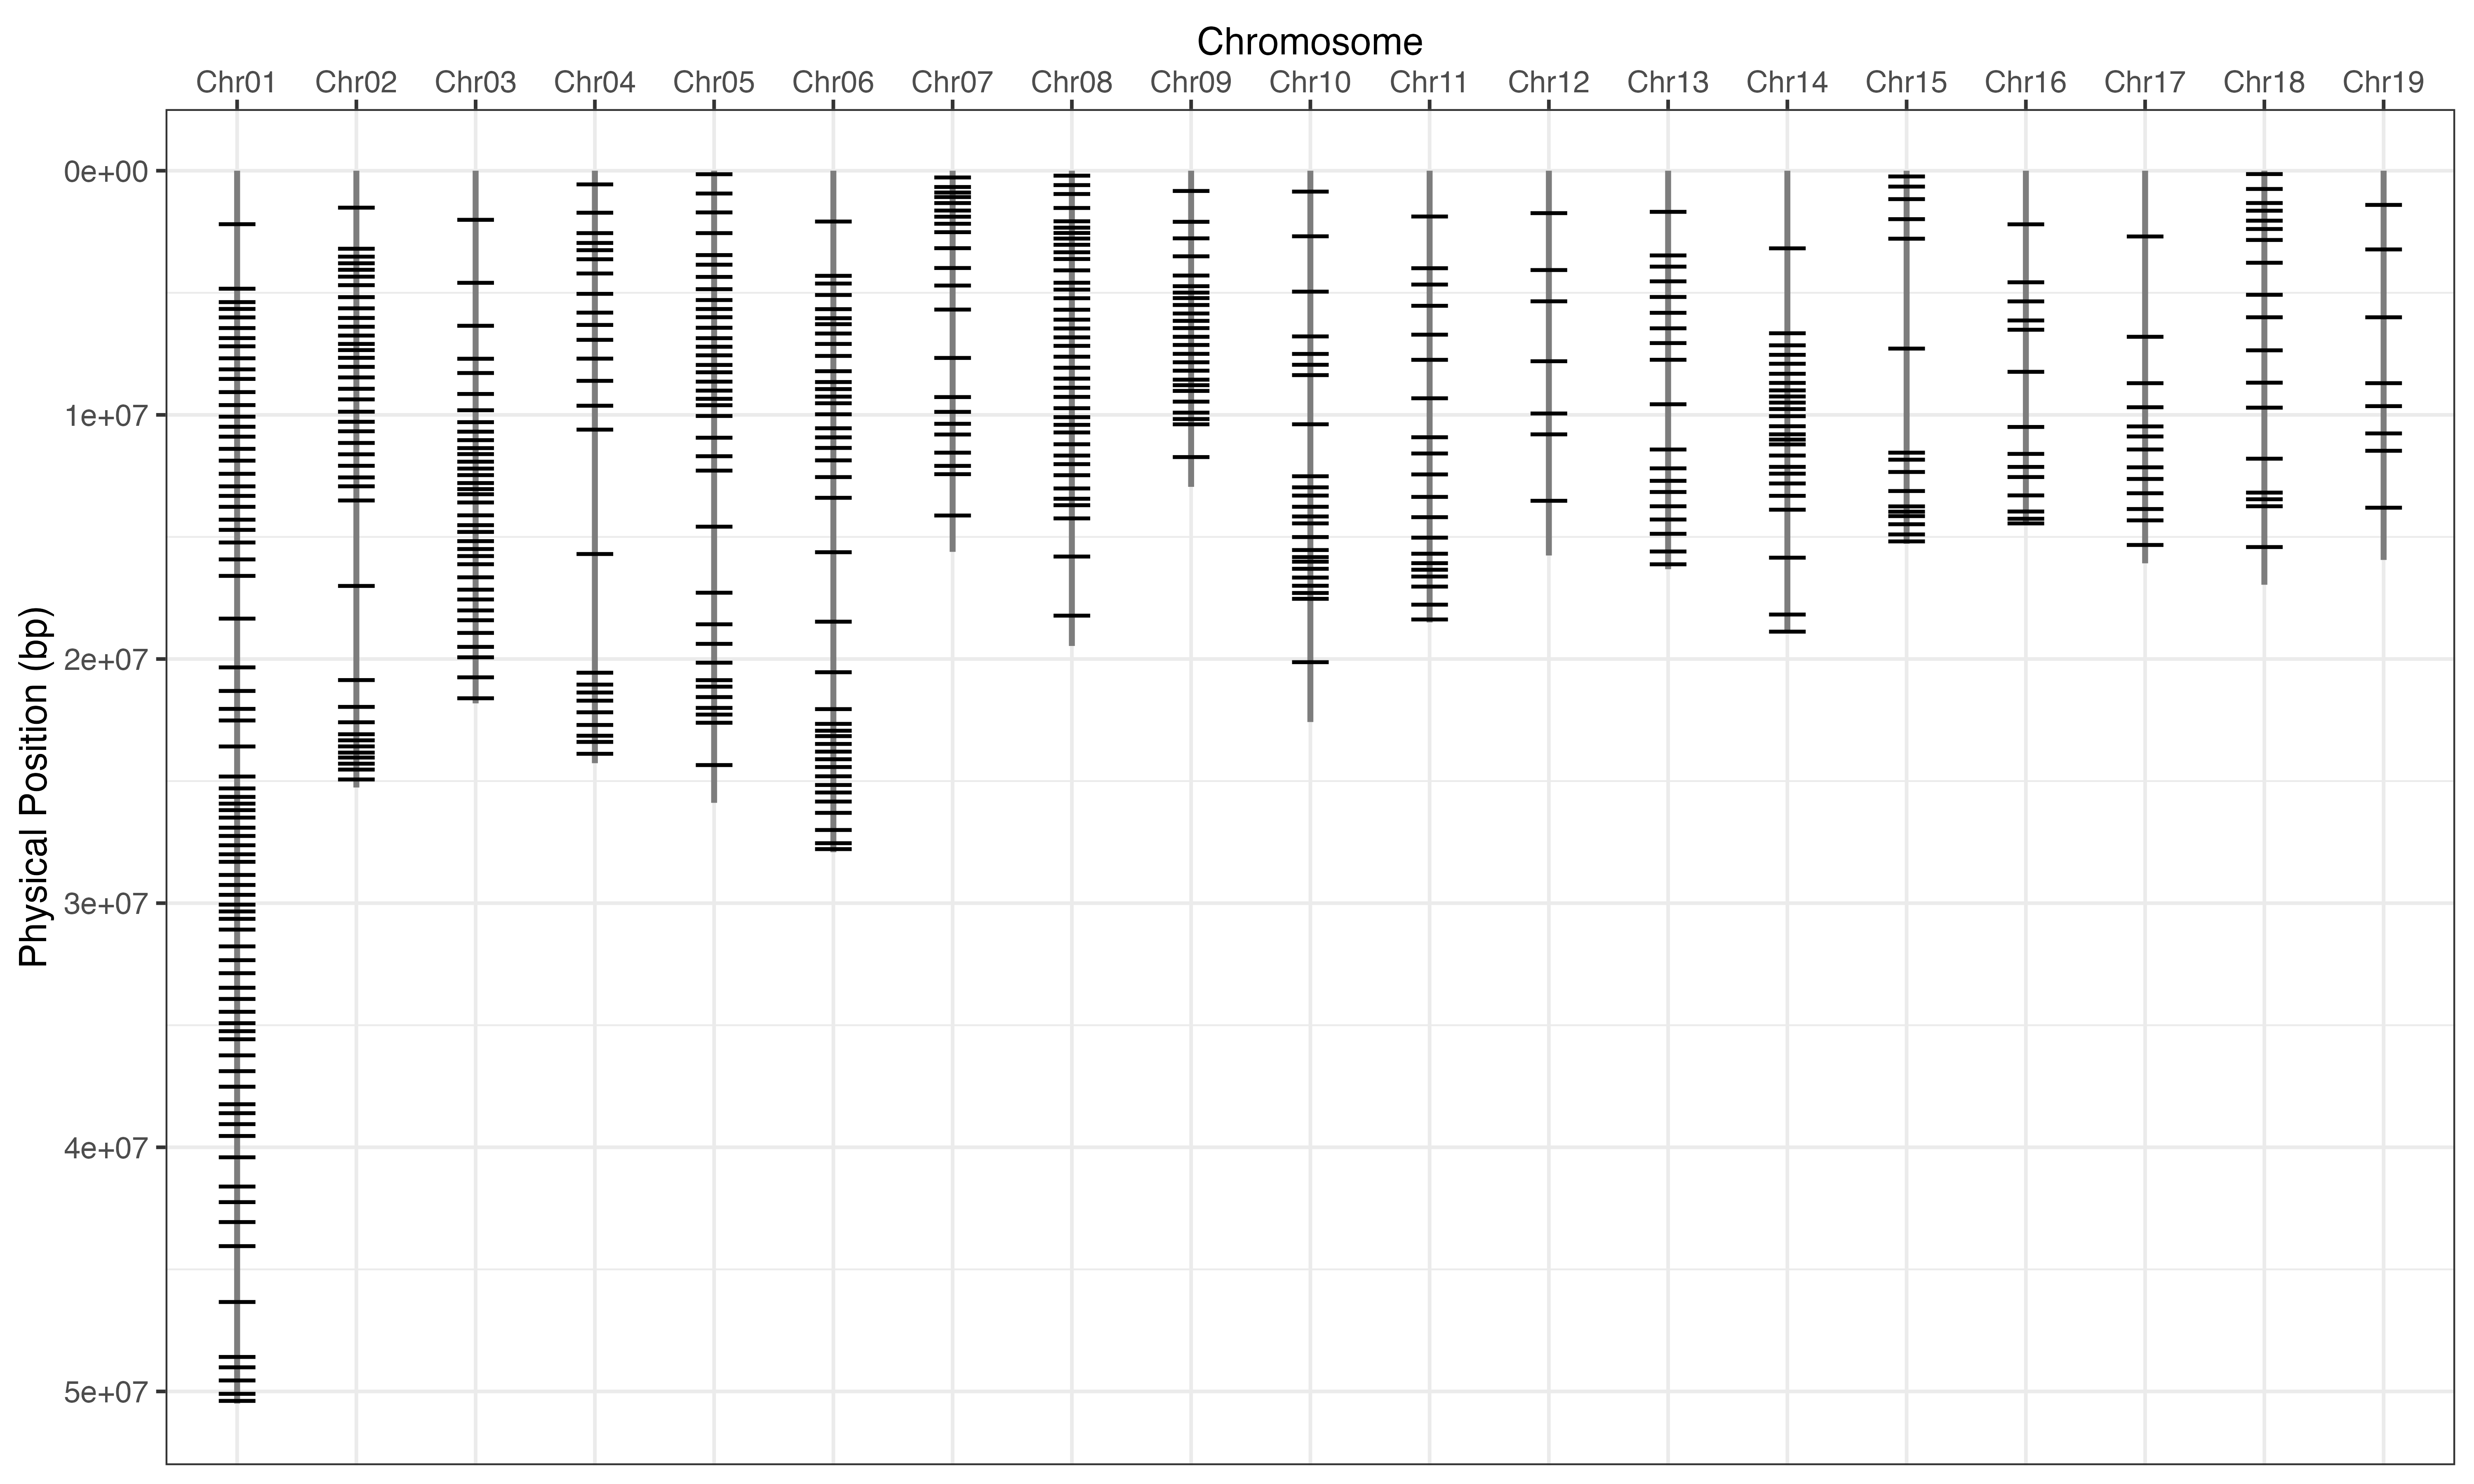 Chromosome
Chr01 Chr02 Chr03 Chr04 Chr05 Chr06 Chr07 Chr08 Chr09 Chr10 Chr11 Chr12 Chr13 Chr14 Chr15 Chr16 Chr17 Chr18 Chr19
Physical Position (bp)
0e+00
1e+07
2e+07
3e+07
4e+07
5e+07